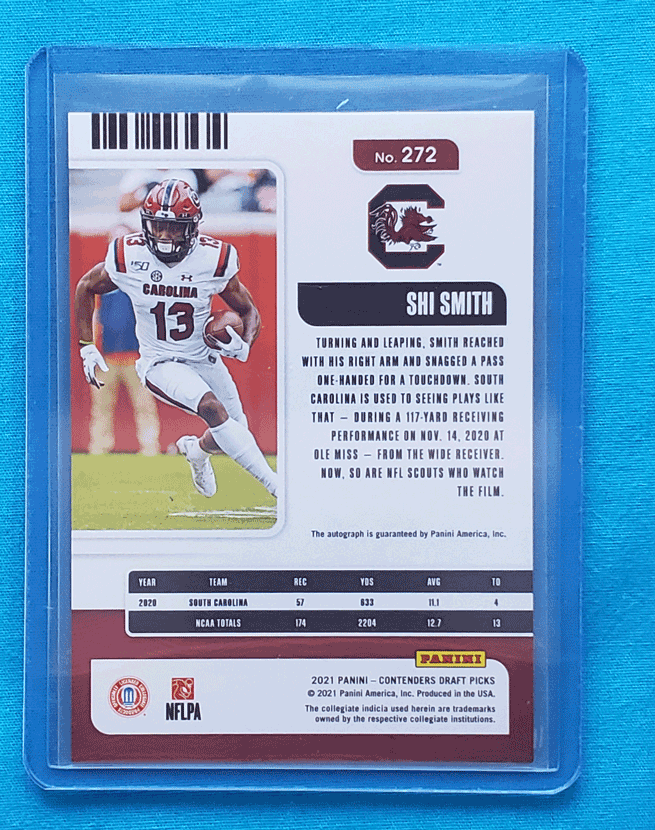 No. 272
C
SHI SMITH
TURNING AND LEAPING, SMITH REACHED
WITH HIS RIGHT ARM AND SNAGGED A PASS
ONE-HANDED FOR A TOUCHDOWN. SOUTH
CAROLINA IS USED TO SEEING PLAYS LIKE
THAT — DURING A 117-YARD RECEIVING
PERFORMANCE ON NOV. 14, 2020 AT
OLE MISS — FROM THE WIDE RECEIVER.
NOW, SO ARE NFL SCOUTS WHO WATCH
THE FILM.
The autograph is guaranteed by Panini America, Inc.
13
150
SEC
CAROLINA
13
YEAR TEAM REC YDS AVG TD
2020 SOUTH CAROLINA 57 633 11.1 4
NCAA TOTALS 174 2204 12.7 13
PANINI
2021 PANINI – CONTENDERS DRAFT PICKS
© 2021 Panini America, Inc. Produced in the USA.
The collegiate indicia used herein are trademarks
owned by the respective collegiate institutions.
NFLPA